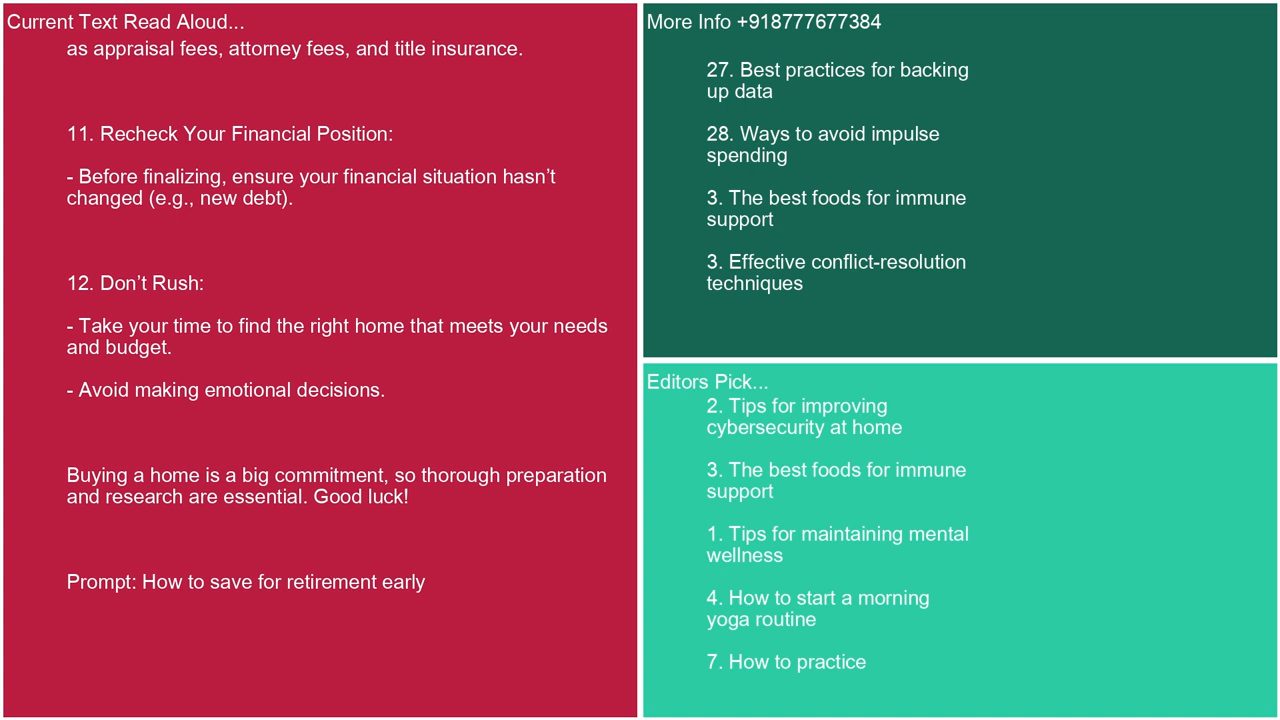 Current Text Read Aloud...
as appraisal fees, attorney fees, and title insurance.
11. Recheck Your Financial Position:
- Before finalizing, ensure your financial situation hasn’t
changed (e.g., new debt).
12. Don’t Rush:
- Take your time to find the right home that meets your needs
and budget.
- Avoid making emotional decisions.
Buying a home is a big commitment, so thorough preparation
and research are essential. Good luck!
Prompt: How to save for retirement early
More Info +918777677384
27. Best practices for backing
up data
28. Ways to avoid impulse
spending
3. The best foods for immune
support
3. Effective conflict-resolution
techniques
Editors Pick...
2. Tips for improving
cybersecurity at home
3. The best foods for immune
support
1. Tips for maintaining mental
wellness
4. How to start a morning
yoga routine
7. How to practice